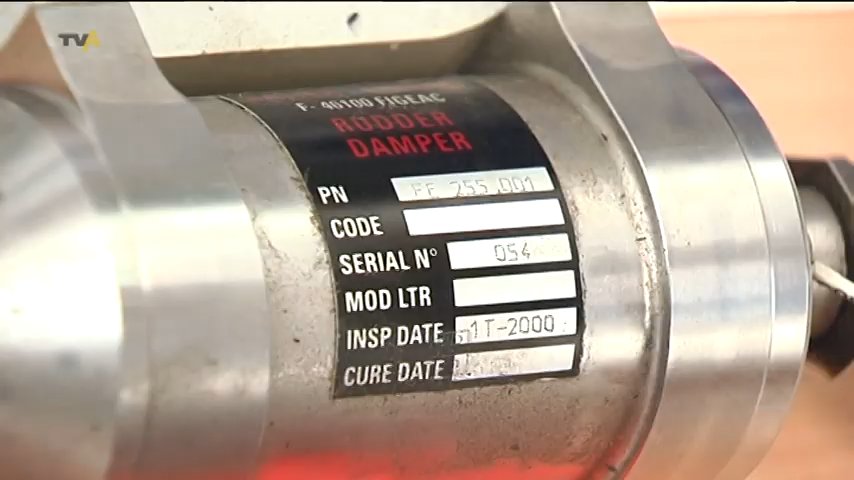 TVA
F- 46100 FIGEAC
RUDDER
DAMPER
PN FE 255.001
CODE
SERIAL N° 054
MOD LTR
INSP DATE 1T-2000
CURE DATE